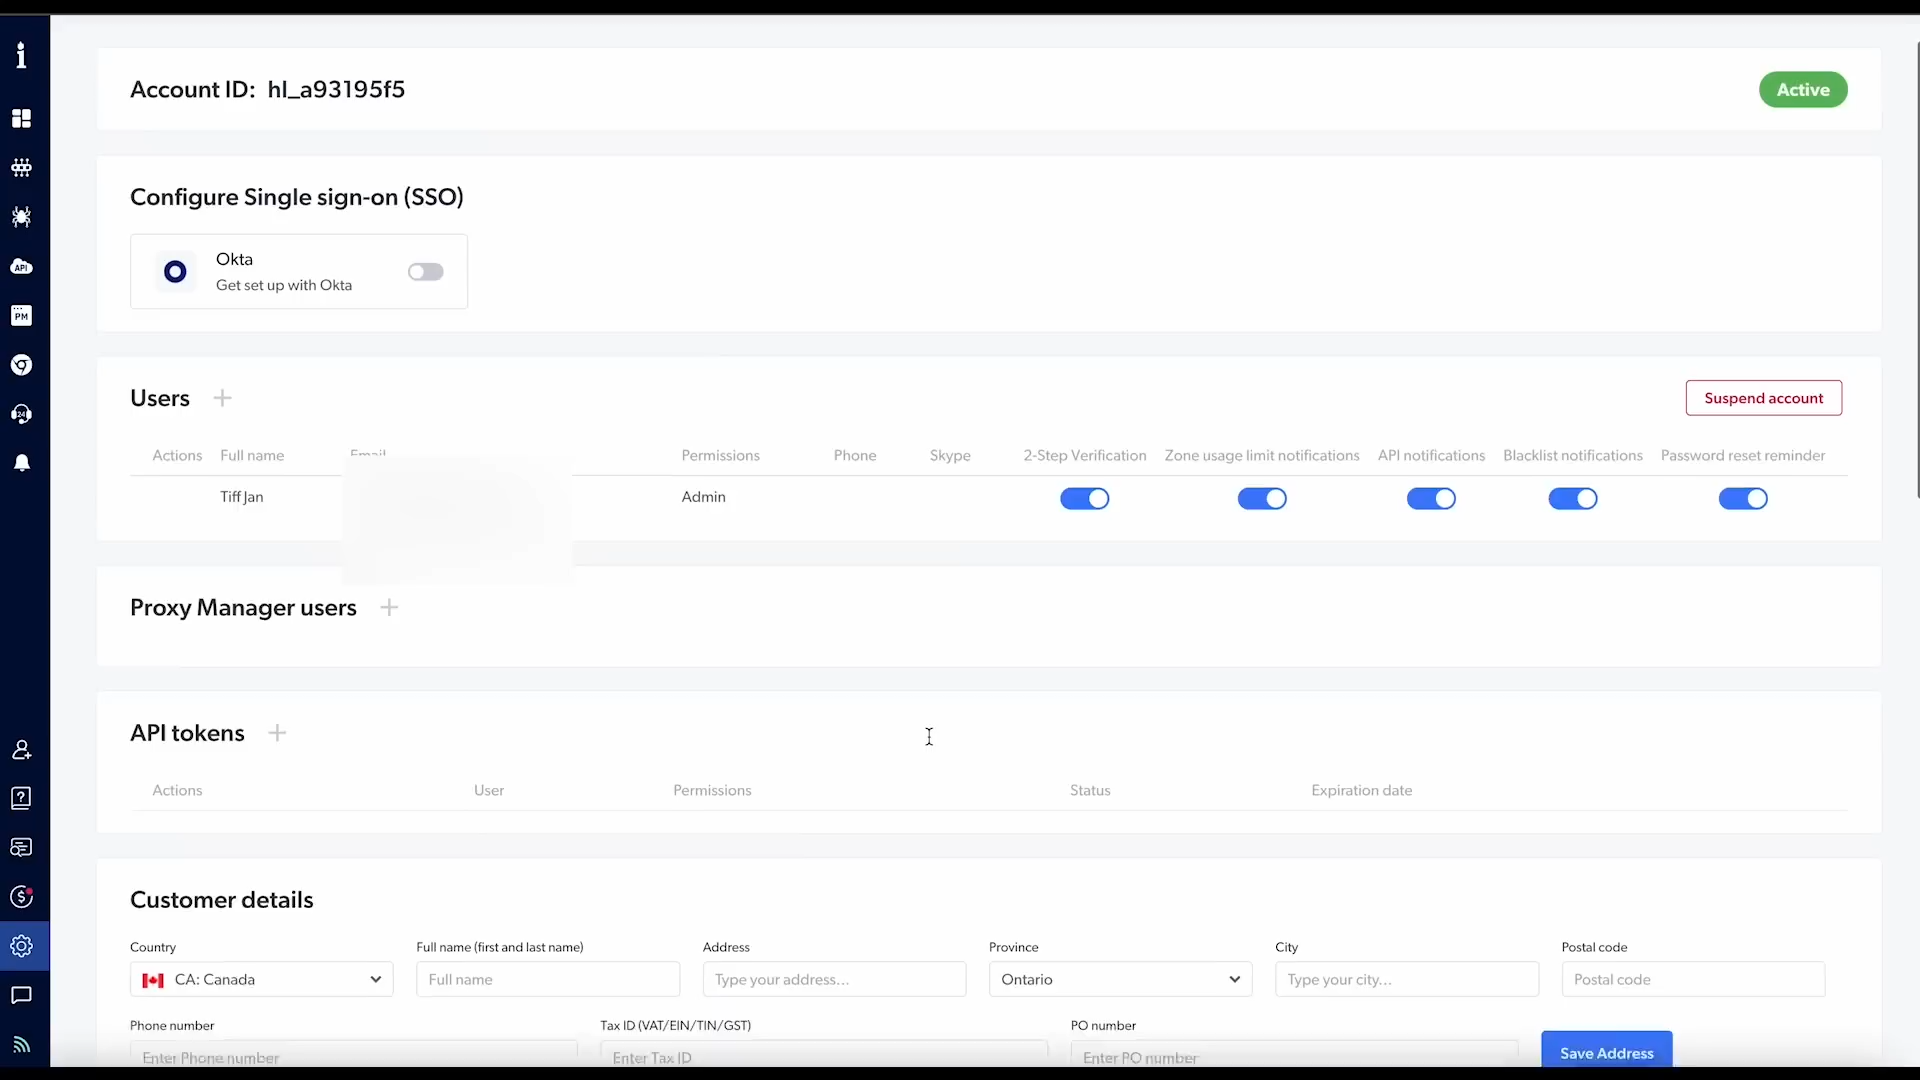 Account ID: hl_a93195f5
Active
Configure Single sign-on (SSO)
Okta
Get set up with Okta
Users
Suspend account
Actions Full name Email Permissions Phone Skype 2-Step Verification Zone usage limit notifications API notifications Blacklist notifications Password reset reminder
Tiff Jan Admin
Proxy Manager users
API tokens
Actions User Permissions Status Expiration date
Customer details
Country Full name (first and last name) Address Province City Postal code
CA: Canada Full name Type your address... Ontario Type your city... Postal code
Phone number Tax ID (VAT/EIN/TIN/GST) PO number
Enter Phone number Enter Tax ID Enter PO number Save Address
API
PM
24